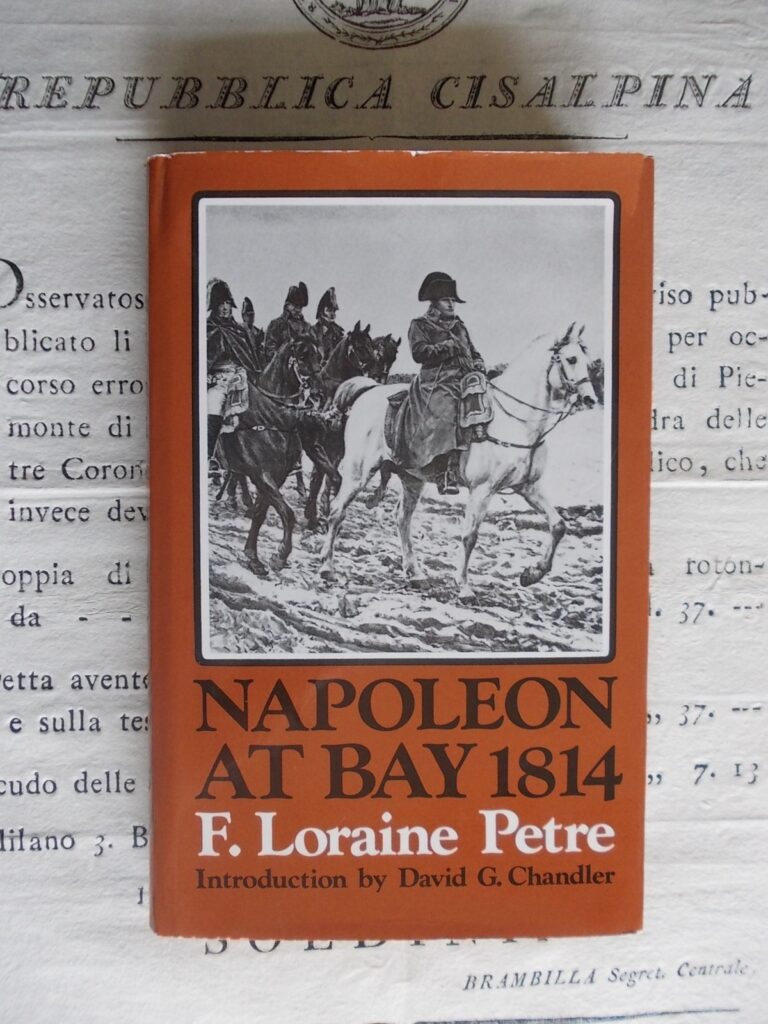 REPUBBLICA CISALPINA
Osservatos
blicato li
corso erro
monte di
tre Coron
invece dev
oppia di
da - -
etta avente
e sulla tes
cudo delle
Milano 3. B
viso pub-
per oc-
di Pie-
dra delle
lico, che
roton-
37. ---
„ 37. ---
„ 7. 13
NAPOLEON
AT BAY 1814
F. Loraine Petre
Introduction by David G. Chandler
BRAMBILLA Segret. Centrale.